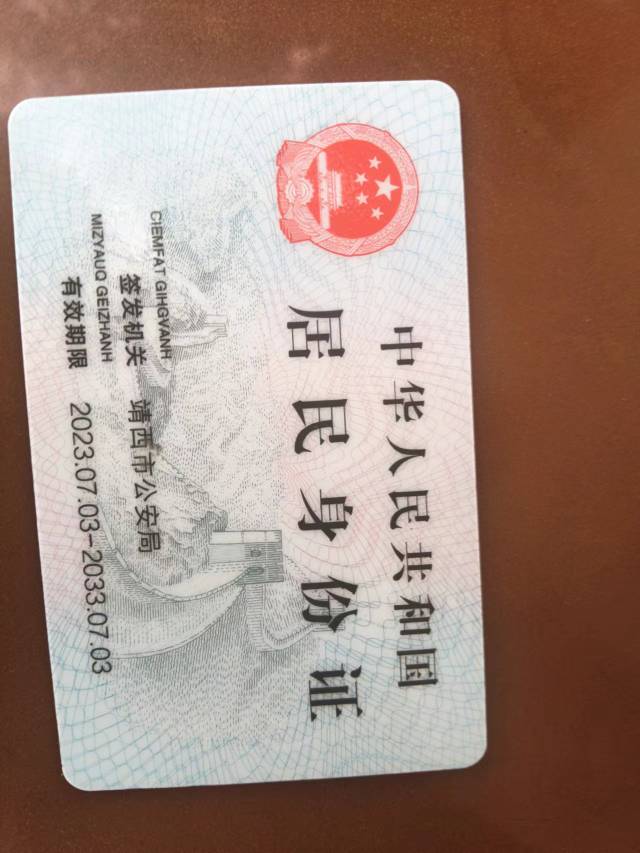 中华人民共和国
居民身份证
CIEMFAT GIHGVANH
签发机关 靖西市公安局
MIZYAUQ GEIZHANH
有效期限 2023.07.03-2033.07.03